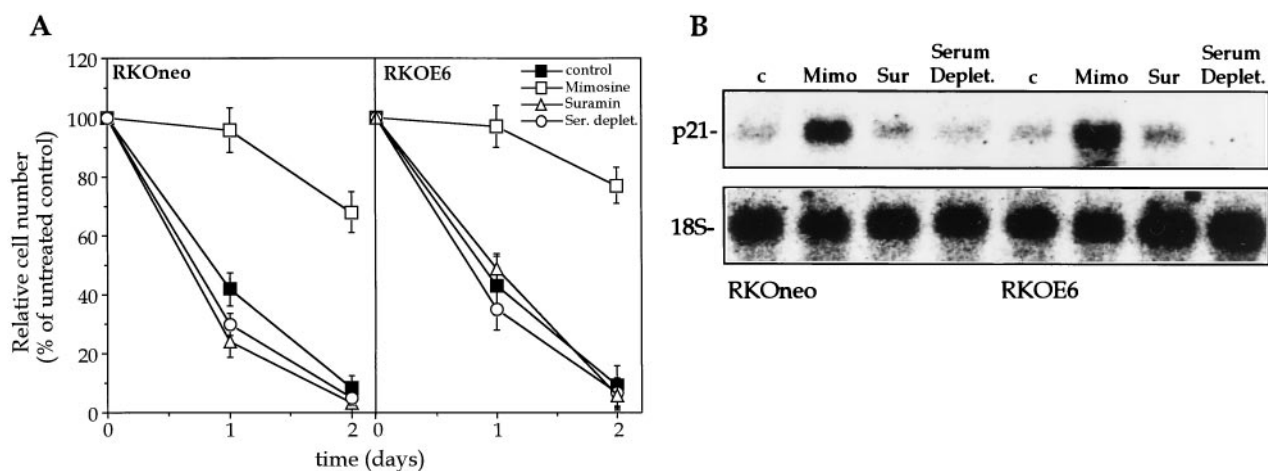 A
RKOneo
RKOE6
control
Mimosine
Suramin
Ser. deplet.
Relative cell number
(% of untreated control)
120
100
80
60
40
20
0
0 1 2 0 1 2
time (days)
B
c Mimo Sur Serum Deplet. c Mimo Sur Serum Deplet.
p21-
18S-
RKOneo RKOE6